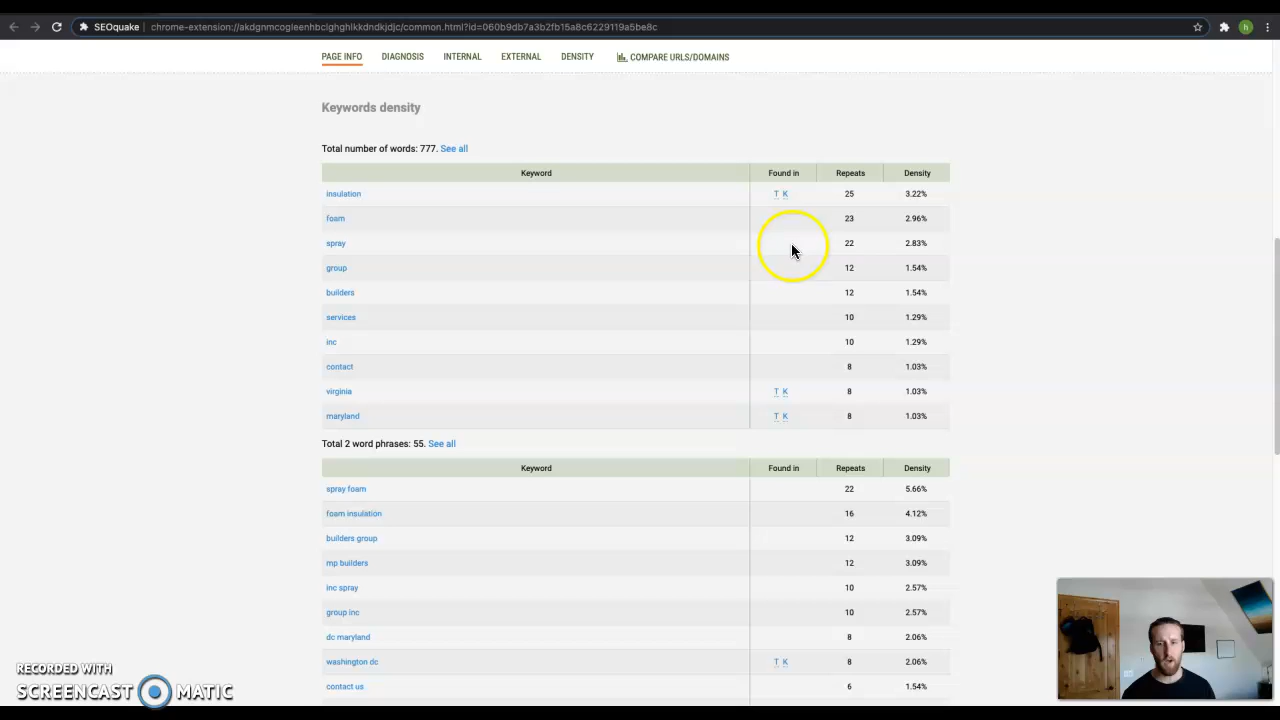 SEOquake chrome-extension://akdgnmcogleenhbclghghlkkdndkjdjc/common.html?id=060b9db7a3b2fb15a8c6229119a5be8c h
PAGE INFO DIAGNOSIS INTERNAL EXTERNAL DENSITY COMPARE URLS/DOMAINS
Keywords density
Total number of words: 777. See all
Keyword Found in Repeats Density
insulation T K 25 3.22%
foam 23 2.96%
spray 22 2.83%
group 12 1.54%
builders 12 1.54%
services 10 1.29%
inc 10 1.29%
contact 8 1.03%
virginia T K 8 1.03%
maryland T K 8 1.03%
Total 2 word phrases: 55. See all
Keyword Found in Repeats Density
spray foam 22 5.66%
foam insulation 16 4.12%
builders group 12 3.09%
mp builders 12 3.09%
inc spray 10 2.57%
group inc 10 2.57%
dc maryland 8 2.06%
washington dc T K 8 2.06%
contact us 6 1.54%
RECORDED WITH
SCREENCAST MATIC